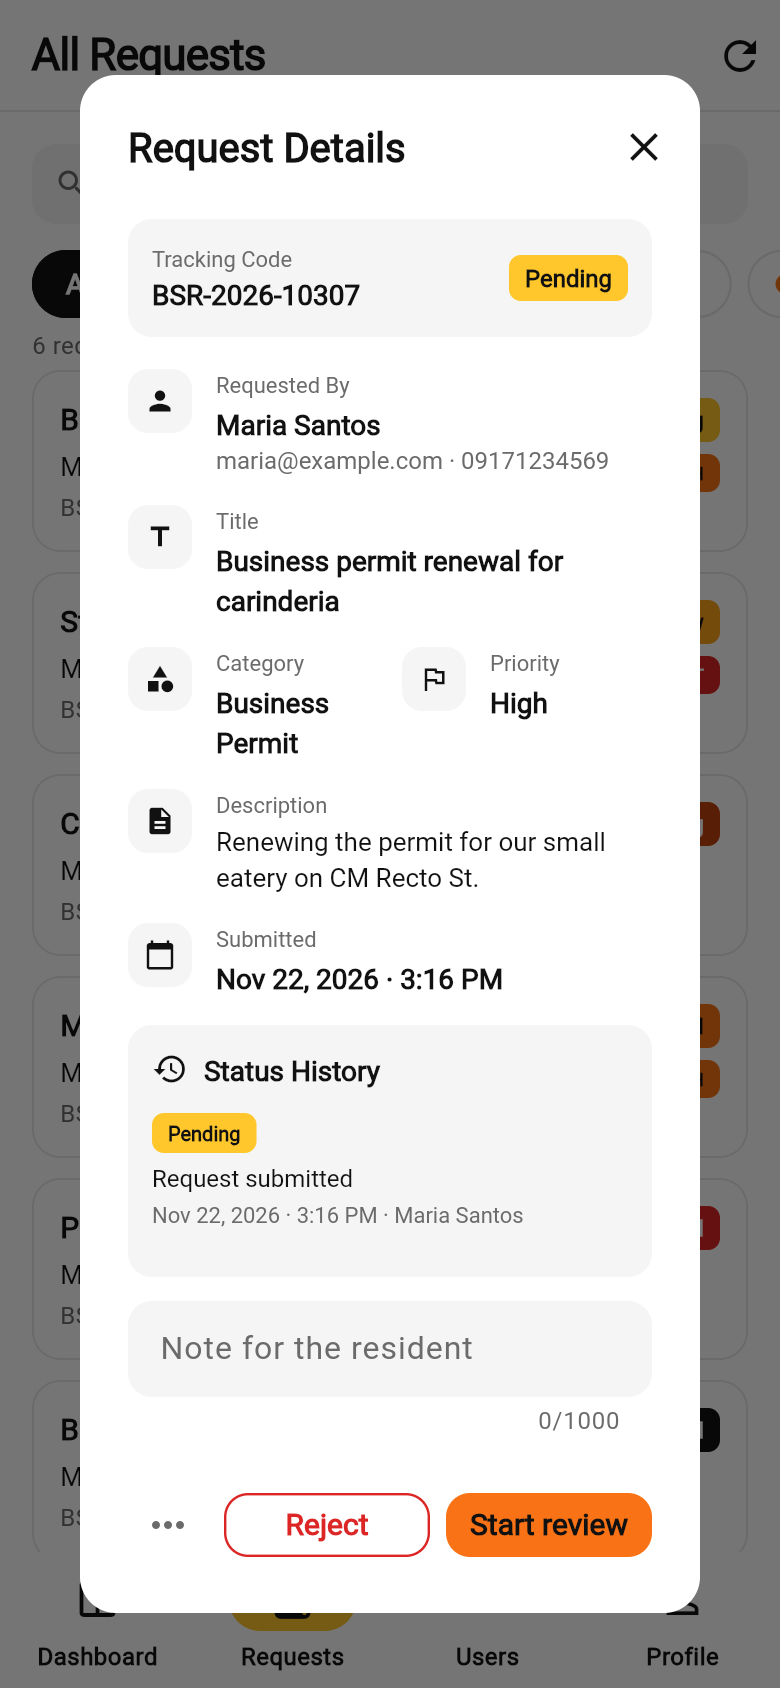 All Requests
Request Details
Tracking Code
BSR-2026-10307
Pending
Requested By
Maria Santos
maria@example.com · 09171234569
Title
Business permit renewal for
carinderia
Category
Business
Permit
Priority
High
Description
Renewing the permit for our small
eatery on CM Recto St.
Submitted
Nov 22, 2026 · 3:16 PM
Status History
Pending
Request submitted
Nov 22, 2026 · 3:16 PM · Maria Santos
Note for the resident
0/1000
Reject
Start review
Dashboard
Requests
Users
Profile